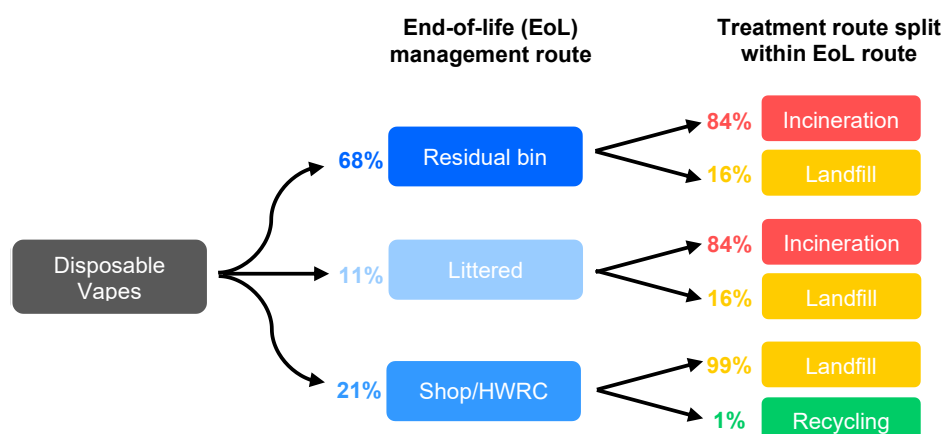 End-of-life (EoL)
management route
Treatment route split
within EoL route
84% Incineration
68% Residual bin
16% Landfill
84% Incineration
Disposable
Vapes
11% Littered
16% Landfill
99% Landfill
21% Shop/HWRC
1% Recycling